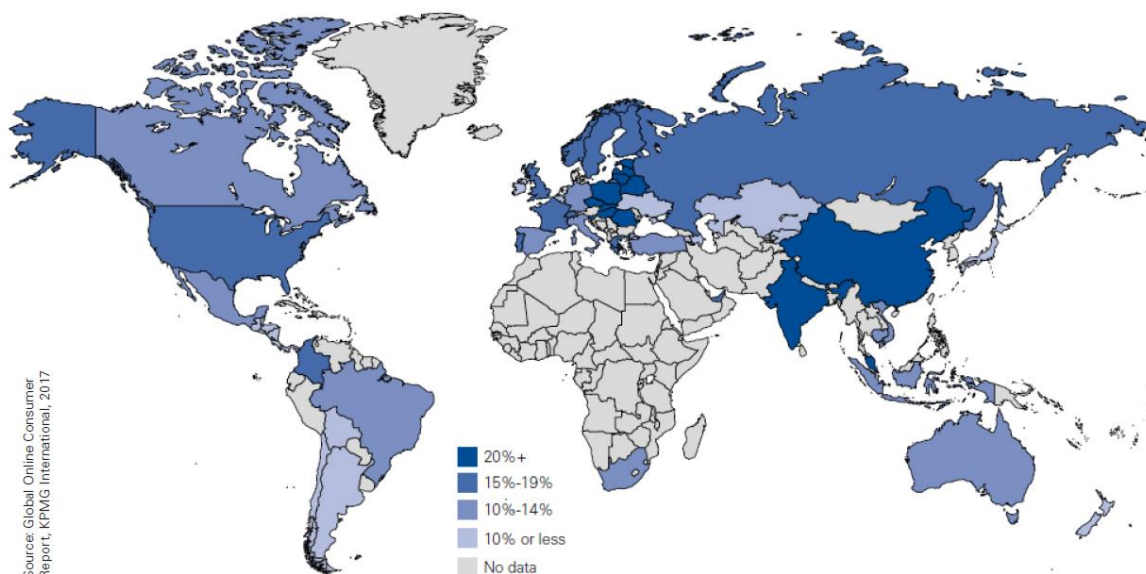 Source: Global Online Consumer
Report, KPMG International, 2017
20%+
15%-19%
10%-14%
10% or less
No data